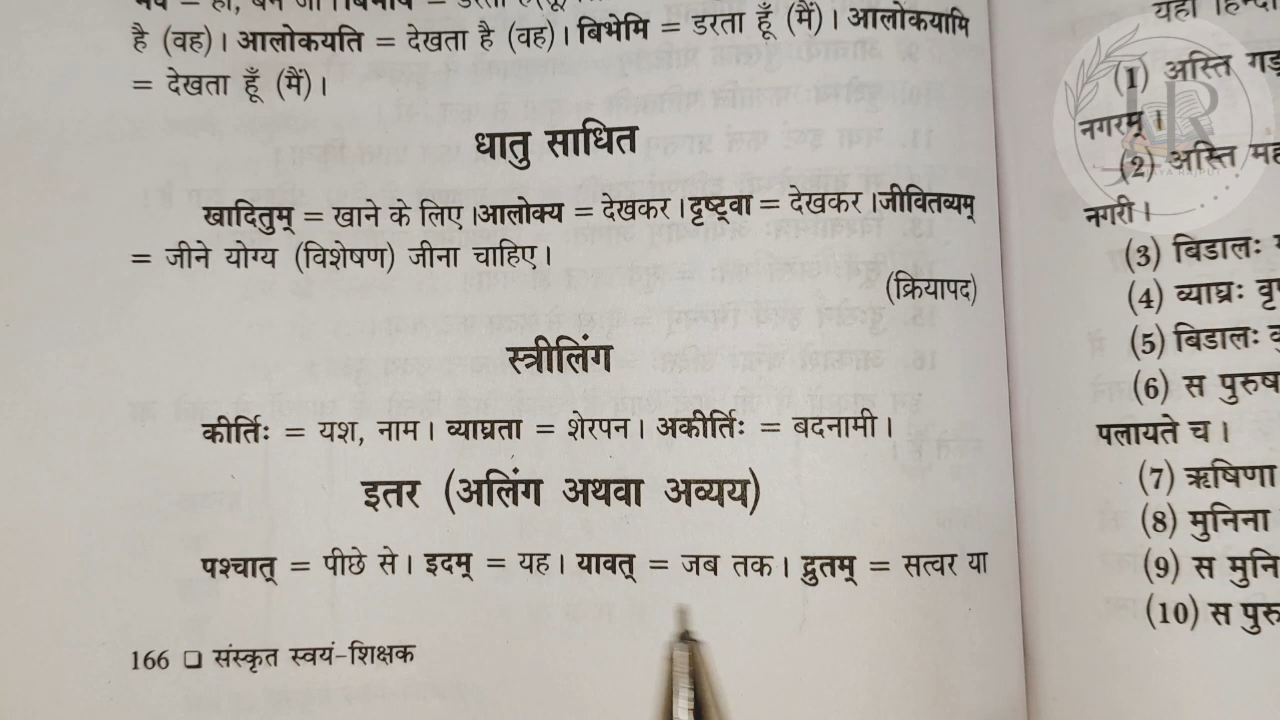 है (वह)। आलोकयति = देखता है (वह)। बिभेमि = डरता हूँ (मैं)। आलोकयामि
= देखता हूँ (मैं)।
धातु साधित
खादितुम् = खाने के लिए।आलोक्य = देखकर।दृष्ट्वा = देखकर।जीवितव्यम्
= जीने योग्य (विशेषण) जीना चाहिए।
(क्रियापद)
स्त्रीलिंग
कीर्तिः = यश, नाम। व्याघ्रता = शेरपन। अकीर्तिः = बदनामी।
इतर (अलिंग अथवा अव्यय)
पश्चात् = पीछे से। इदम् = यह। यावत् = जब तक। द्रुतम् = सत्वर या
166 ❏ संस्कृत स्वयं-शिक्षक
(1) अस्ति
नगरम्।
(2) अस्ति
नगरी।
(3) बिडालः
(4) व्याघ्रः
(5) बिडालः
(6) स
पलायते च।
(7) ऋषिणा
(8) मुनिना
(9) स
(10) स